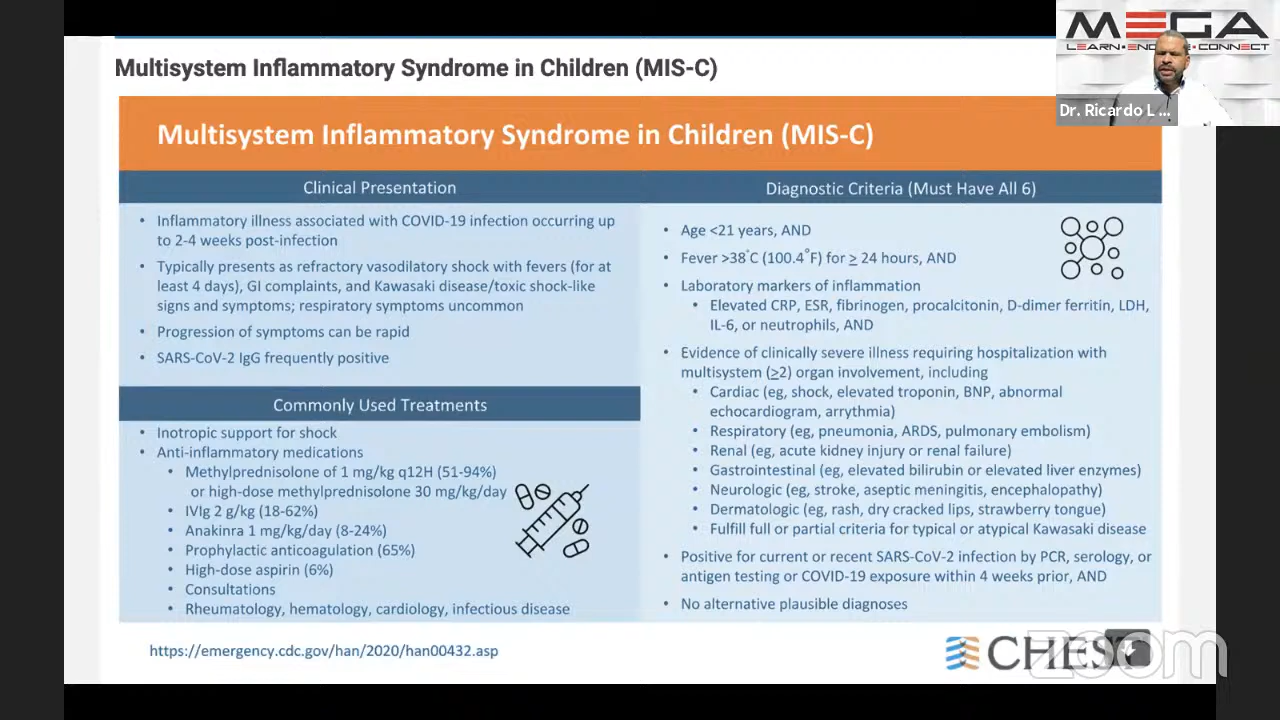 MEGA
LEARN•EN GE•CONNECT
Dr. Ricardo L ...
Multisystem Inflammatory Syndrome in Children (MIS-C)
Multisystem Inflammatory Syndrome in Children (MIS-C)
Clinical Presentation
• Inflammatory illness associated with COVID-19 infection occurring up
to 2-4 weeks post-infection
• Typically presents as refractory vasodilatory shock with fevers (for at
least 4 days), GI complaints, and Kawasaki disease/toxic shock-like
signs and symptoms; respiratory symptoms uncommon
• Progression of symptoms can be rapid
• SARS-CoV-2 IgG frequently positive
Commonly Used Treatments
• Inotropic support for shock
• Anti-inflammatory medications
• Methylprednisolone of 1 mg/kg q12H (51-94%)
or high-dose methylprednisolone 30 mg/kg/day
• IVIg 2 g/kg (18-62%)
• Anakinra 1 mg/kg/day (8-24%)
• Prophylactic anticoagulation (65%)
• High-dose aspirin (6%)
• Consultations
• Rheumatology, hematology, cardiology, infectious disease
Diagnostic Criteria (Must Have All 6)
• Age <21 years, AND
• Fever >38°C (100.4°F) for ≥ 24 hours, AND
• Laboratory markers of inflammation
• Elevated CRP, ESR, fibrinogen, procalcitonin, D-dimer ferritin, LDH,
IL-6, or neutrophils, AND
• Evidence of clinically severe illness requiring hospitalization with
multisystem (≥2) organ involvement, including
• Cardiac (eg, shock, elevated troponin, BNP, abnormal
echocardiogram, arrythmia)
• Respiratory (eg, pneumonia, ARDS, pulmonary embolism)
• Renal (eg, acute kidney injury or renal failure)
• Gastrointestinal (eg, elevated bilirubin or elevated liver enzymes)
• Neurologic (eg, stroke, aseptic meningitis, encephalopathy)
• Dermatologic (eg, rash, dry cracked lips, strawberry tongue)
• Fulfill full or partial criteria for typical or atypical Kawasaki disease
• Positive for current or recent SARS-CoV-2 infection by PCR, serology, or
antigen testing or COVID-19 exposure within 4 weeks prior, AND
• No alternative plausible diagnoses
https://emergency.cdc.gov/han/2020/han00432.asp
CHEST
zoom